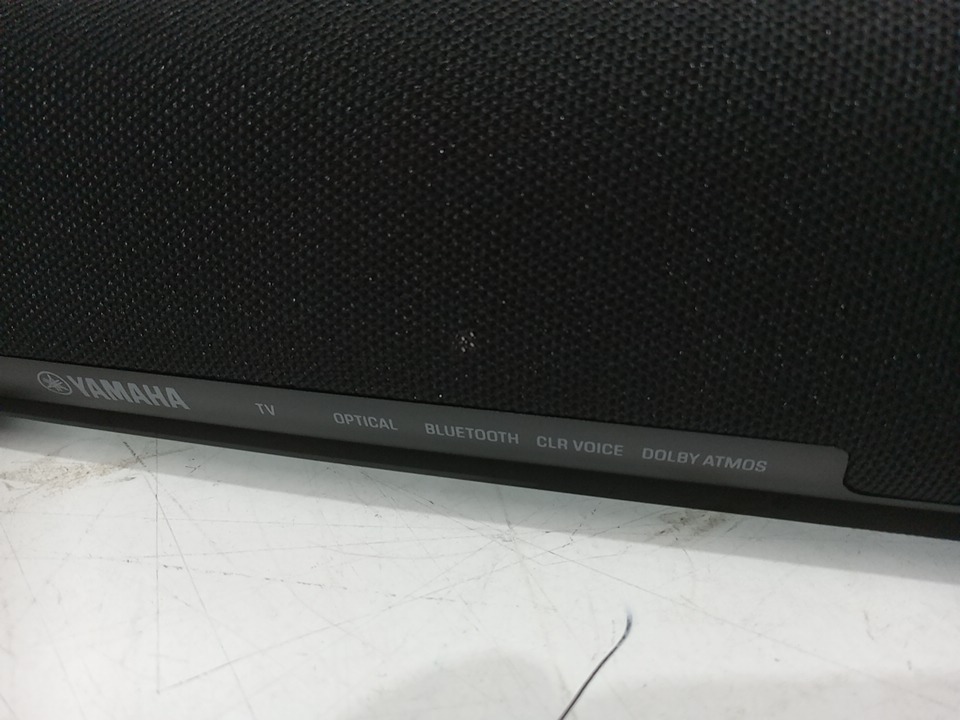 YAMAHA TV OPTICAL BLUETOOTH CLR VOICE DOLBY ATMOS